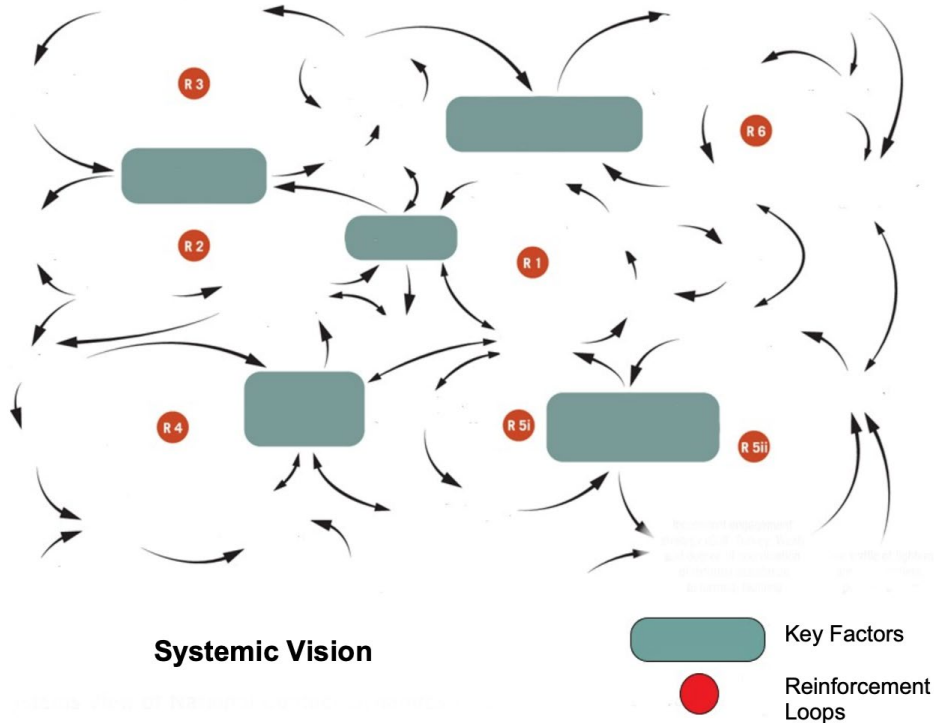 R 3
R 6
R 2
R 1
R 4
R 5i
R 5ii
Systemic Vision
Key Factors
Reinforcement
Loops